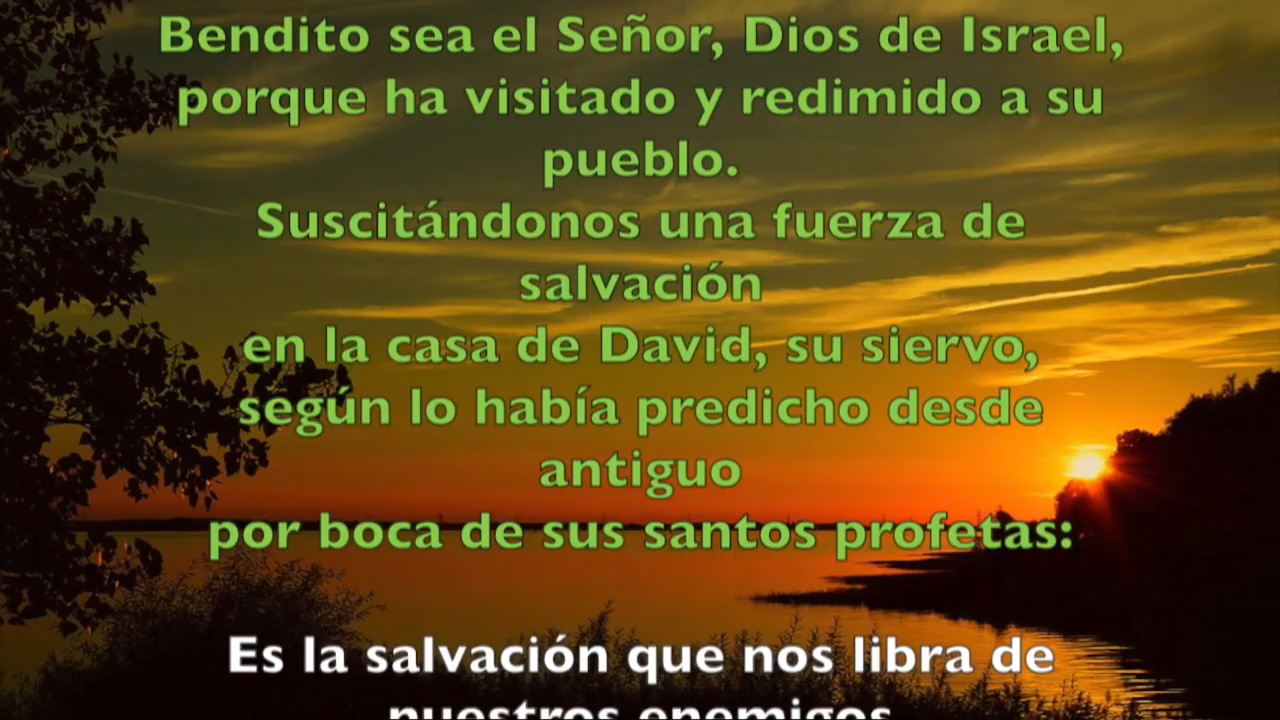 Bendito sea el Señor, Dios de Israel,
porque ha visitado y redimido a su
pueblo.
Suscitándonos una fuerza de
salvación
en la casa de David, su siervo,
según lo había predicho desde
antiguo
por boca de sus santos profetas:
Es la salvación que nos libra de
nuestros enemigos